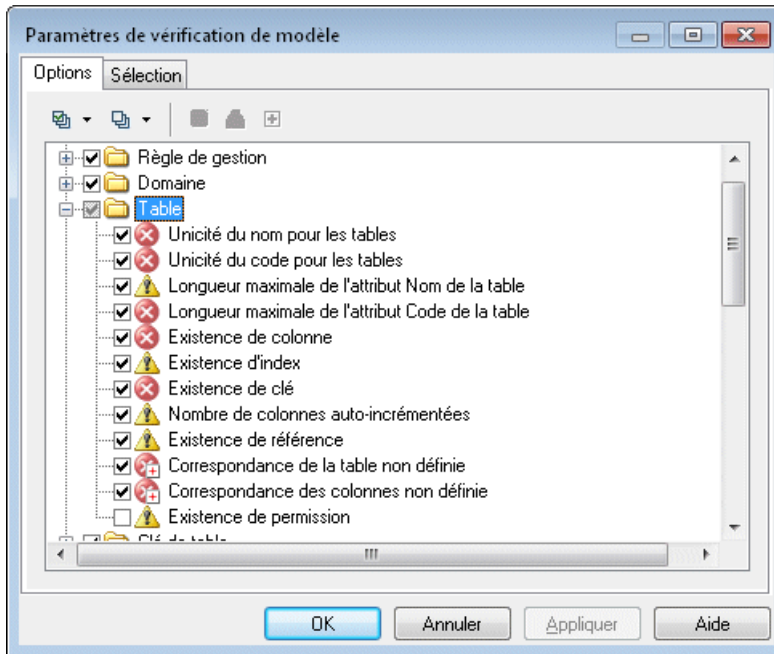 Paramètres de vérification de modèle
Options
Sélection
Règle de gestion
Domaine
Table
Unicité du nom pour les tables
Unicité du code pour les tables
Longueur maximale de l'attribut Nom de la table
Longueur maximale de l'attribut Code de la table
Existence de colonne
Existence d'index
Existence de clé
Nombre de colonnes auto-incrémentées
Existence de référence
Correspondance de la table non définie
Correspondance des colonnes non définie
Existence de permission
Clé de table
OK
Annuler
Appliquer
Aide